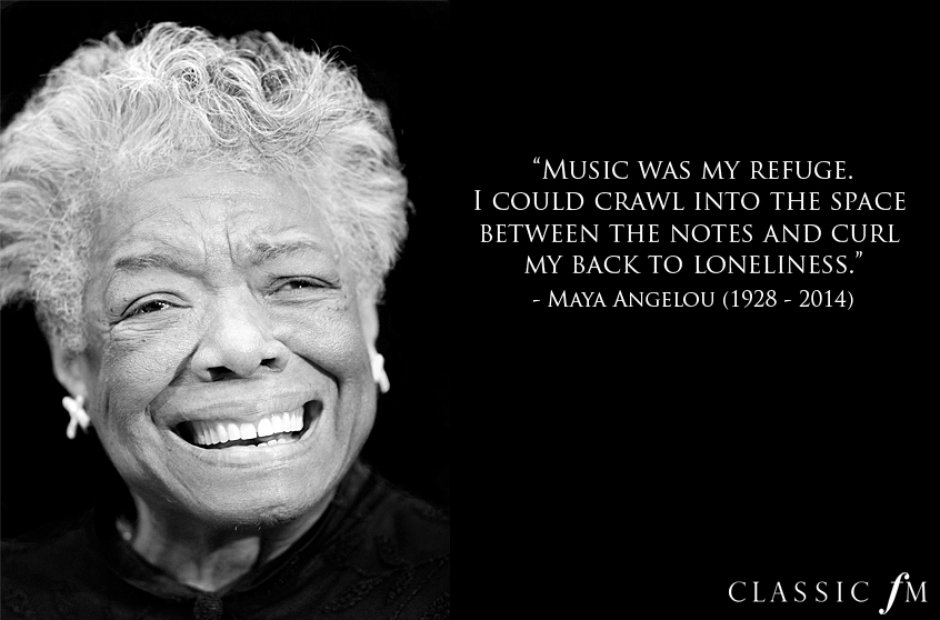 “Music was my refuge.
I could crawl into the space
between the notes and curl
my back to loneliness.”
- Maya Angelou (1928 - 2014)
CLASSIC fM